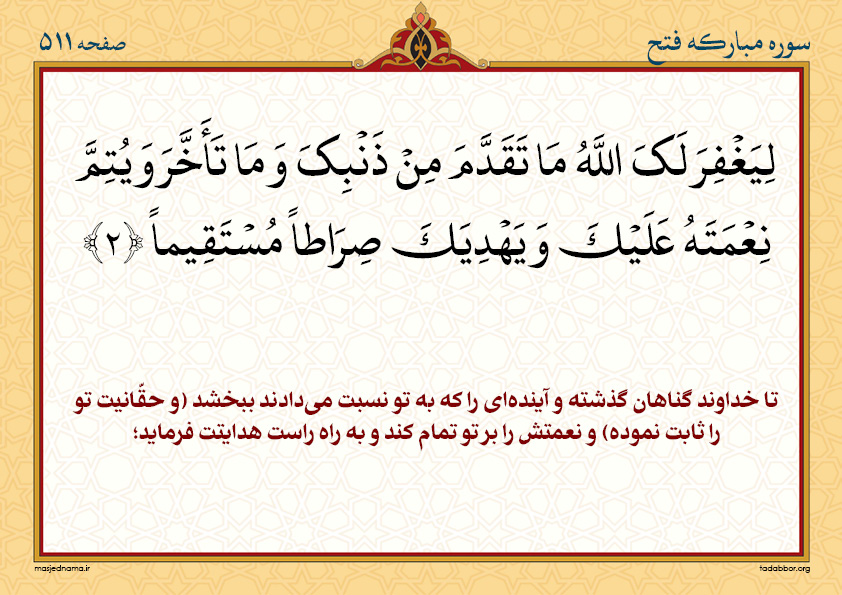 سوره مبارکه فتح
صفحه ۵۱۱
لِيَغْفِرَ لَکَ اللَّهُ مَا تَقَدَّمَ مِنْ ذَنْبِکَ وَ مَا تَأَخَّرَ وَ يُتِمَّ
نِعْمَتَهُ عَلَيْكَ وَ يَهْدِيَكَ صِرَاطاً مُسْتَقِيماً ﴿۲﴾
تا خداوند گناهان گذشته و آینده‌ای را که به تو نسبت می‌دادند ببخشد (و حقّانیت تو
را ثابت نموده) و نعمتش را بر تو تمام کند و به راه راست هدایتت فرماید؛
masjednama.ir
tadabbor.org